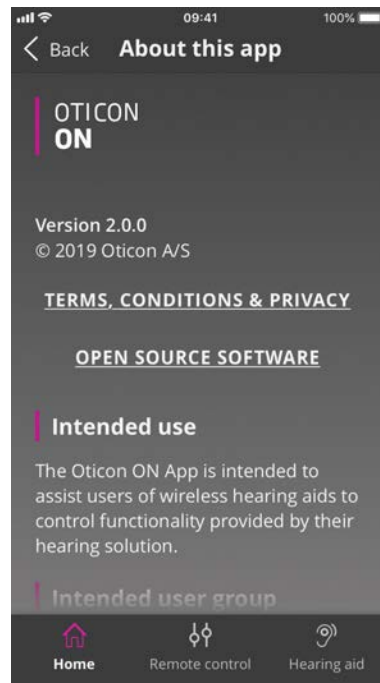 09:41
100%
Back
About this app
OTICON
ON
Version 2.0.0
© 2019 Oticon A/S
TERMS, CONDITIONS & PRIVACY
OPEN SOURCE SOFTWARE
Intended use
The Oticon ON App is intended to
assist users of wireless hearing aids to
control functionality provided by their
hearing solution.
Intended user group
Home
Remote control
Hearing aid